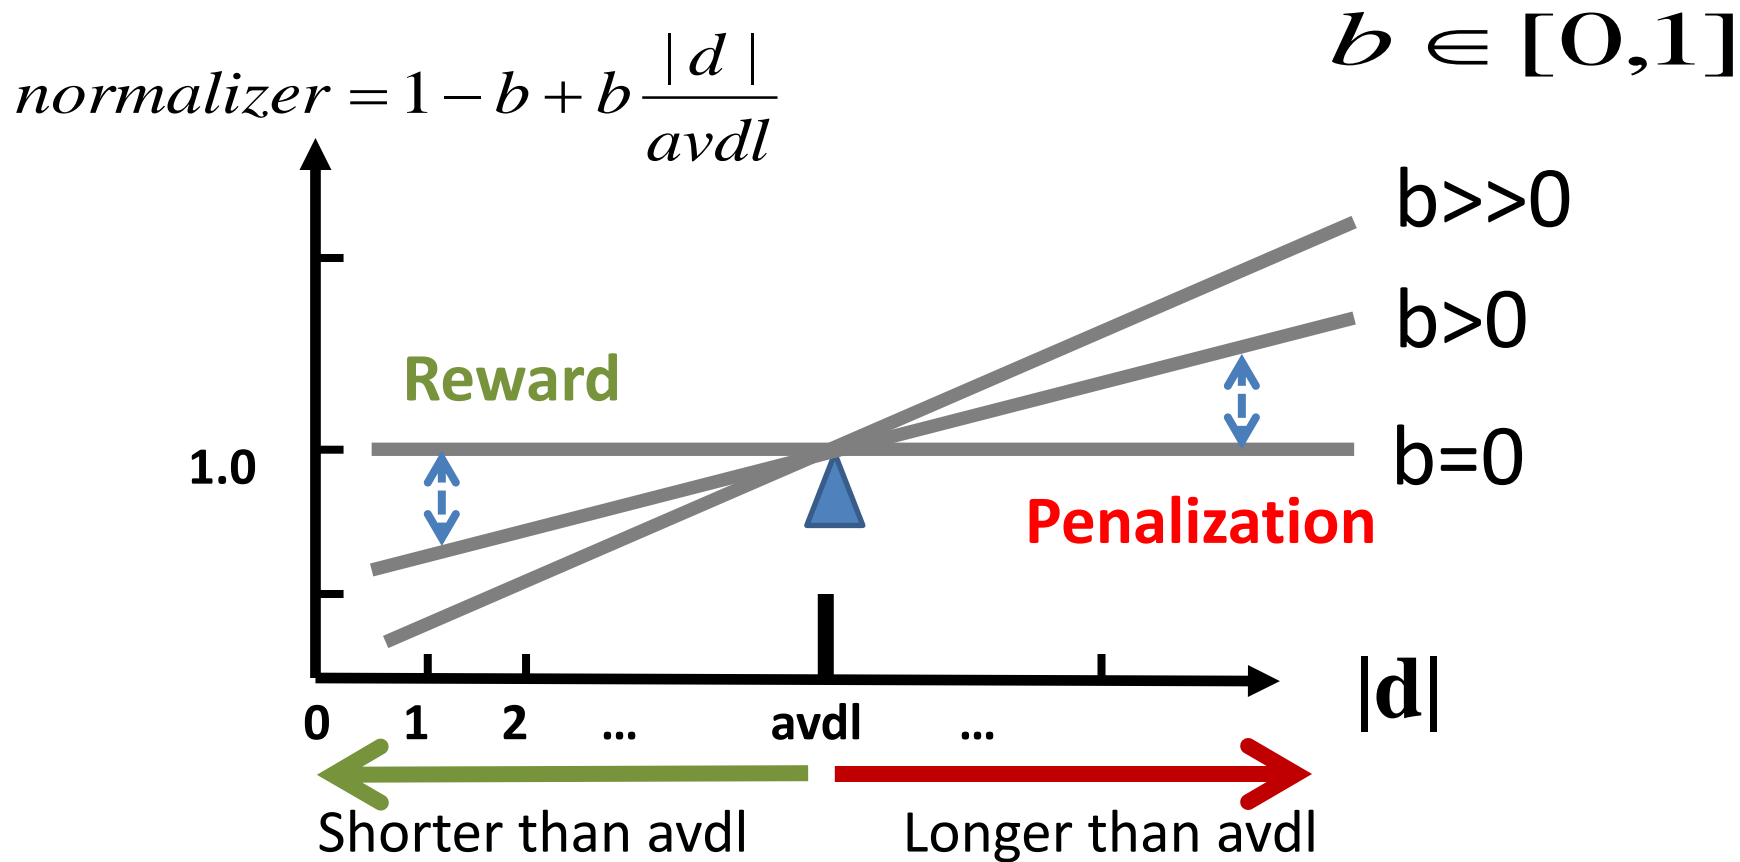 b ∈ [0,1]
normalizer = 1 − b + b |d| / avdl
b>>0
b>0
Reward
b=0
1.0
Penalization
|d|
0 1 2 ... avdl ...
Shorter than avdl Longer than avdl